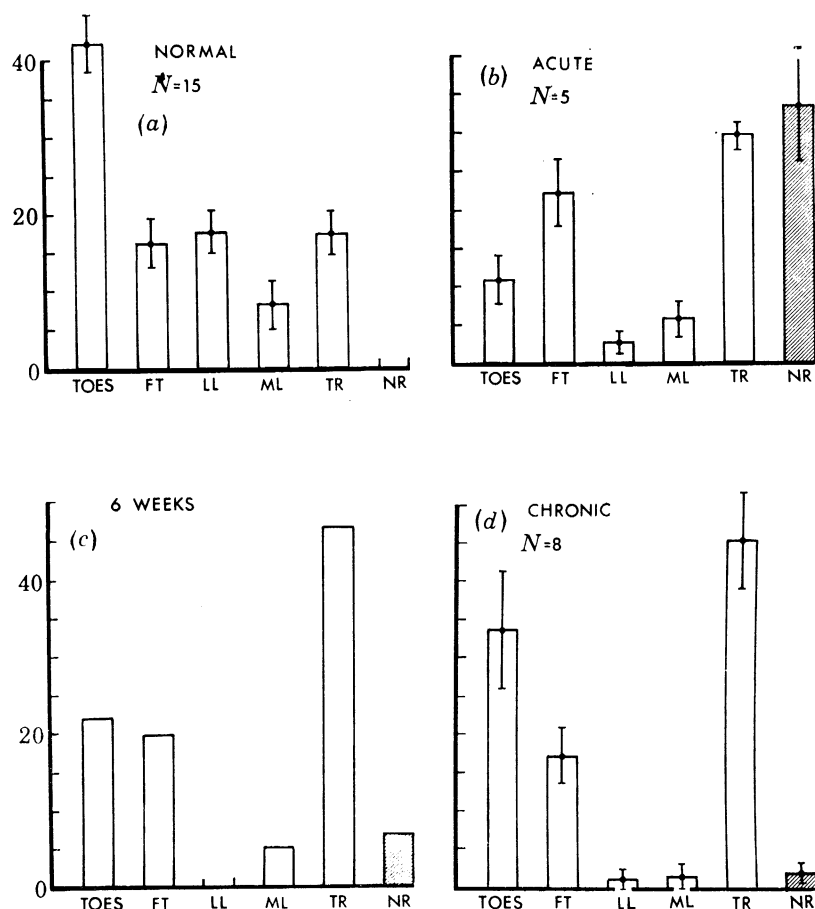 40
20
0
NORMAL
N=15
(a)
TOES FT LL ML TR NR
(b) ACUTE
N=5
TOES FT LL ML TR NR
6 WEEKS
(c)
40
20
0
TOES FT LL ML TR NR
(d) CHRONIC
N=8
TOES FT LL ML TR NR